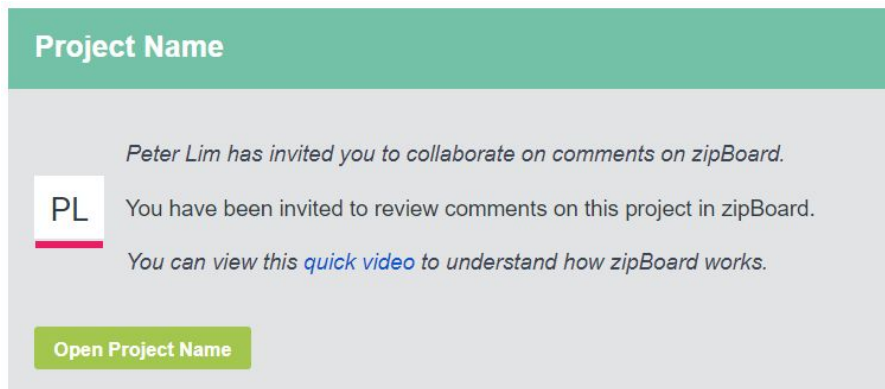 Project Name
Peter Lim has invited you to collaborate on comments on zipBoard.
PL
You have been invited to review comments on this project in zipBoard.
You can view this quick video to understand how zipBoard works.
Open Project Name